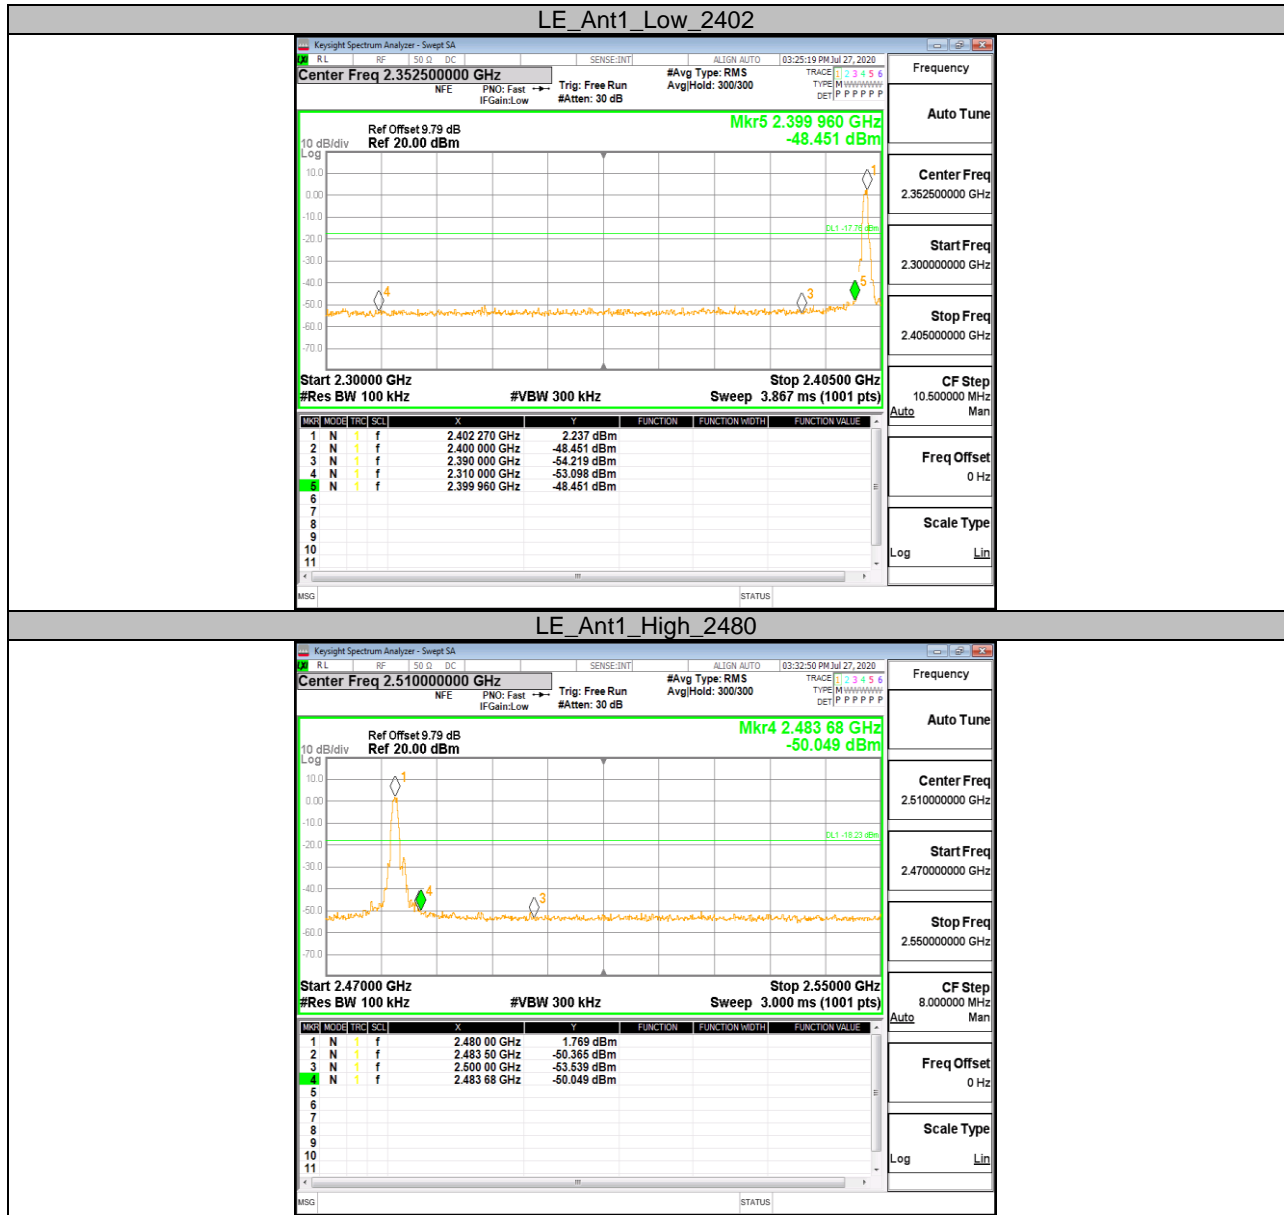 LE_Ant1_Low_2402
Keysight Spectrum Analyzer - Swept SA
LXI RL RF 50 Ω DC SENSE:INT ALIGN AUTO 03:25:19 PM Jul 27, 2020
Center Freq 2.352500000 GHz
NFE PNO: Fast Trig: Free Run #Avg Type: RMS TRACE 1 2 3 4 5 6
IFGain:Low #Atten: 30 dB Avg|Hold: 300/300 TYPE M WWWWW
DET P P P P P P
Mkr5 2.399 960 GHz
-48.451 dBm
Ref Offset 9.79 dB
10 dB/div Ref 20.00 dBm
Log
10.0
0.00
-10.0
-20.0
-30.0
-40.0
-50.0
-60.0
-70.0
1
DL1 -17.76 dBm
4
3
5
Start 2.30000 GHz Stop 2.40500 GHz
#Res BW 100 kHz #VBW 300 kHz Sweep 3.867 ms (1001 pts)
MKR MODE TRC SCL X Y FUNCTION FUNCTION WIDTH FUNCTION VALUE
1 N 1 f 2.402 270 GHz 2.237 dBm
2 N 1 f 2.400 000 GHz -48.451 dBm
3 N 1 f 2.390 000 GHz -54.219 dBm
4 N 1 f 2.310 000 GHz -53.098 dBm
5 N 1 f 2.399 960 GHz -48.451 dBm
6
7
8
9
10
11
MSG STATUS
Frequency
Auto Tune
Center Freq
2.352500000 GHz
Start Freq
2.300000000 GHz
Stop Freq
2.405000000 GHz
CF Step
10.500000 MHz
Auto Man
Freq Offset
0 Hz
Scale Type
Log Lin
LE_Ant1_High_2480
Keysight Spectrum Analyzer - Swept SA
LXI RL RF 50 Ω DC SENSE:INT ALIGN AUTO 03:32:50 PM Jul 27, 2020
Center Freq 2.510000000 GHz
NFE PNO: Fast Trig: Free Run #Avg Type: RMS TRACE 1 2 3 4 5 6
IFGain:Low #Atten: 30 dB Avg|Hold: 300/300 TYPE M WWWWW
DET P P P P P P
Mkr4 2.483 68 GHz
-50.049 dBm
Ref Offset 9.79 dB
10 dB/div Ref 20.00 dBm
Log
10.0
0.00
-10.0
-20.0
-30.0
-40.0
-50.0
-60.0
-70.0
1
DL1 -18.23 dBm
4
3
Start 2.47000 GHz Stop 2.55000 GHz
#Res BW 100 kHz #VBW 300 kHz Sweep 3.000 ms (1001 pts)
MKR MODE TRC SCL X Y FUNCTION FUNCTION WIDTH FUNCTION VALUE
1 N 1 f 2.480 00 GHz 1.769 dBm
2 N 1 f 2.483 50 GHz -50.365 dBm
3 N 1 f 2.500 00 GHz -53.539 dBm
4 N 1 f 2.483 68 GHz -50.049 dBm
5
6
7
8
9
10
11
MSG STATUS
Frequency
Auto Tune
Center Freq
2.510000000 GHz
Start Freq
2.470000000 GHz
Stop Freq
2.550000000 GHz
CF Step
8.000000 MHz
Auto Man
Freq Offset
0 Hz
Scale Type
Log Lin